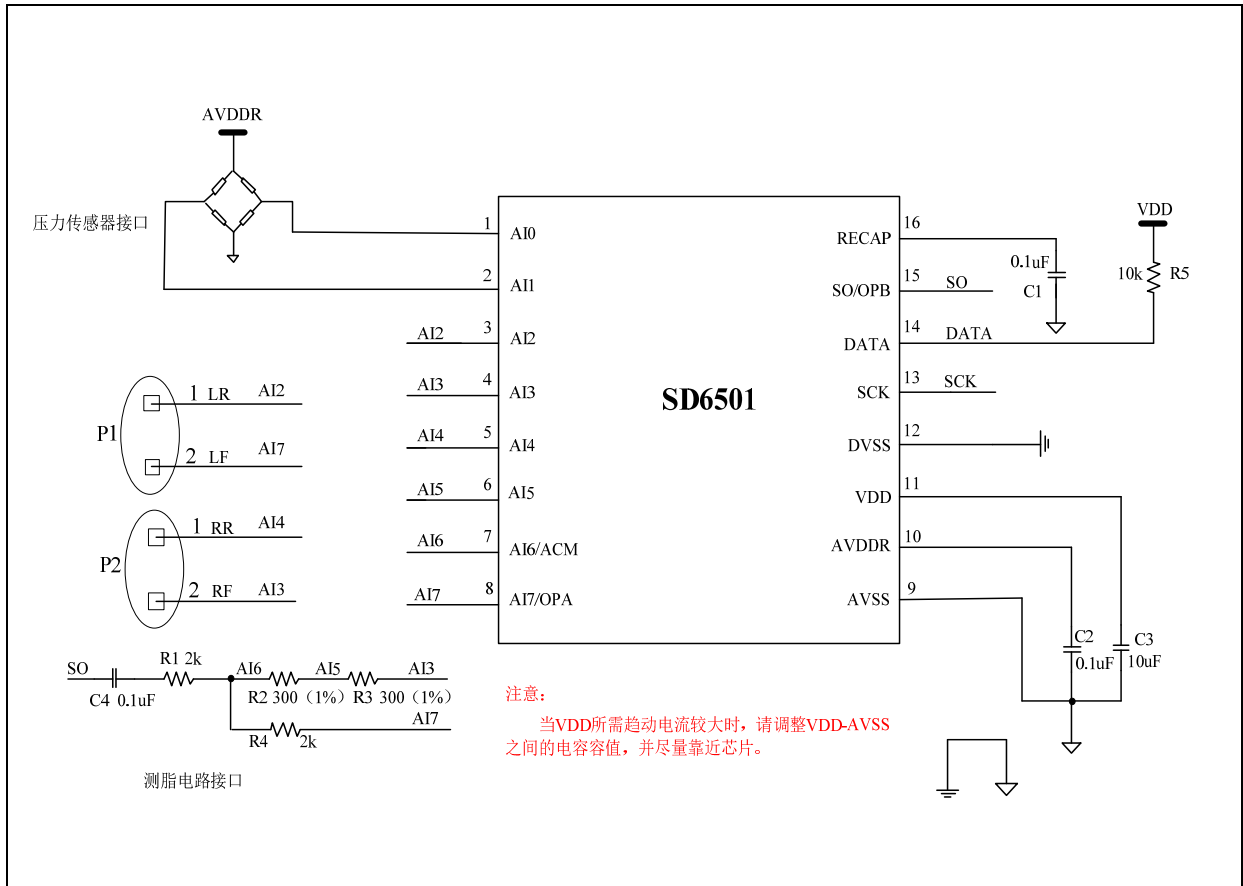 AVDDR
压力传感器接口
1 AI0
2 AI1
AI2 3 AI2
AI3 4 AI3
AI4 5 AI4
AI5 6 AI5
AI6 7 AI6/ACM
AI7 8 AI7/OPA
SD6501
RECAP 16
SO/OPB 15 SO
DATA 14 DATA
SCK 13 SCK
DVSS 12
VDD 11
AVDDR 10
AVSS 9
0.1uF
C1
VDD
10k R5
C2
0.1uF
C3
10uF
P1
1 LR AI2
2 LF AI7
P2
1 RR AI4
2 RF AI3
SO R1 2k AI6 AI5 AI3
C4 0.1uF R2 300（1%） R3 300（1%）
AI7
R4 2k
测脂电路接口
注意：
当VDD所需趋动电流较大时，请调整VDD-AVSS
之间的电容容值，并尽量靠近芯片。